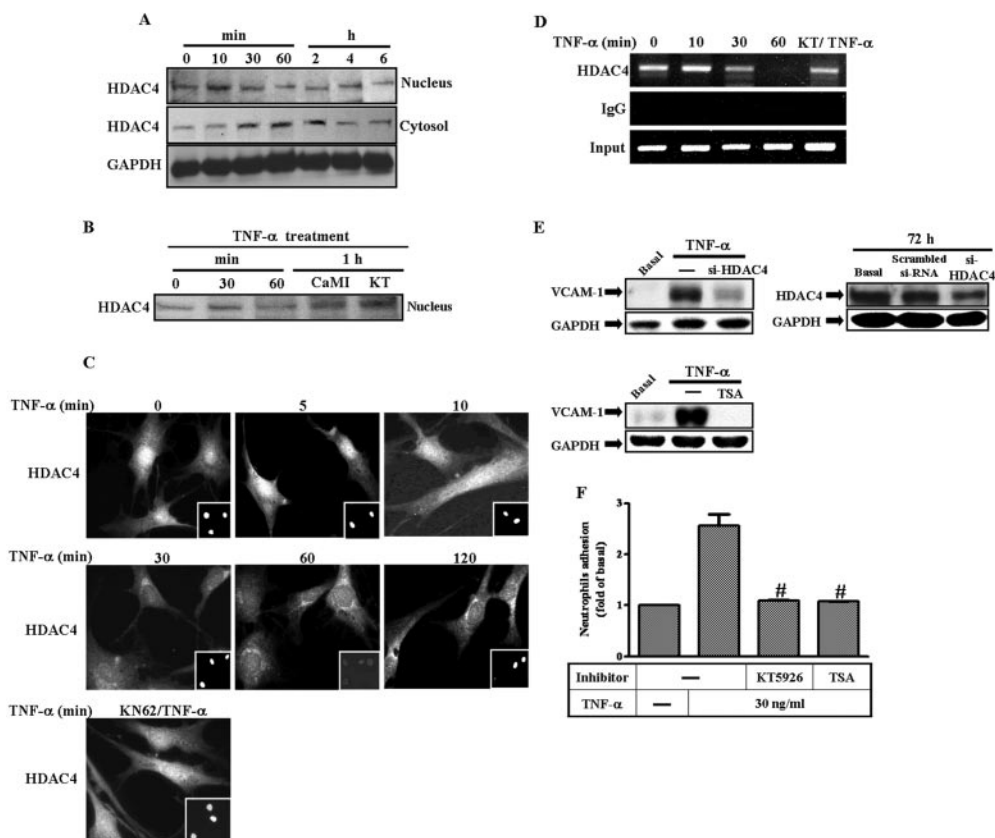 A
min h
0 10 30 60 2 4 6
HDAC4 Nucleus
HDAC4 Cytosol
GAPDH
B
TNF-α treatment
min 1 h
0 30 60 CaMI KT
HDAC4 Nucleus
C
TNF-α (min) 0 5 10
HDAC4
TNF-α (min) 30 60 120
HDAC4
TNF-α (min) KN62/TNF-α
HDAC4
D
TNF-α (min) 0 10 30 60 KT/ TNF-α
HDAC4
IgG
Input
E
TNF-α
Basal — si-HDAC4
VCAM-1
GAPDH
72 h
Basal Scrambled si-RNA si-HDAC4
HDAC4
GAPDH
TNF-α
Basal — TSA
VCAM-1
GAPDH
F
Neutrophils adhesion
(fold of basal)
3
2
1
0
# #
Inhibitor — KT5926 TSA
TNF-α — 30 ng/ml